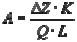 A = ΔZ · K / Q · L